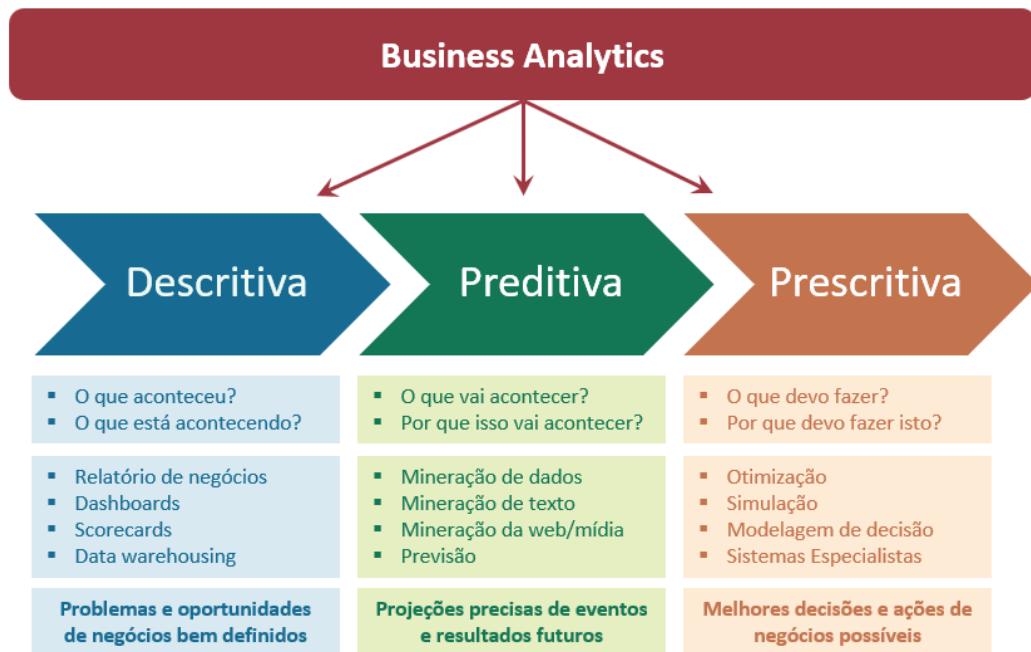 Business Analytics
Descritiva
Preditiva
Prescritiva
▪ O que aconteceu?
▪ O que está acontecendo?
▪ O que vai acontecer?
▪ Por que isso vai acontecer?
▪ O que devo fazer?
▪ Por que devo fazer isto?
▪ Relatório de negócios
▪ Dashboards
▪ Scorecards
▪ Data warehousing
▪ Mineração de dados
▪ Mineração de texto
▪ Mineração da web/mídia
▪ Previsão
▪ Otimização
▪ Simulação
▪ Modelagem de decisão
▪ Sistemas Especialistas
Problemas e oportunidades
de negócios bem definidos
Projeções precisas de eventos
e resultados futuros
Melhores decisões e ações de
negócios possíveis